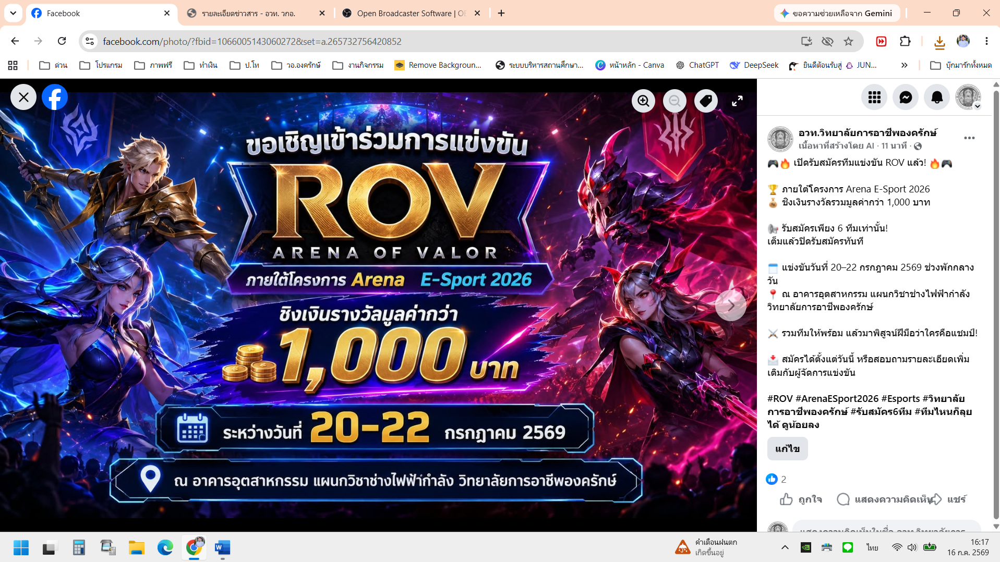 Facebook
รายละเอียดข่าวสาร - อวท. วกอ.
Open Broadcaster Software | OB
ขอความช่วยเหลือจาก Gemini
facebook.com/photo/?fbid=1066005143060272&set=a.265732756420852
ด่วน
โปรแกรม
ภาพฟรี
ทำเงิน
ป.โท
วอ.องครักษ์
งานกิจกรรม
Remove Backgroun...
ระบบบริหารสถานศึกษา...
หน้าหลัก - Canva
ChatGPT
DeepSeek
ยินดีต้อนรับสู่
JUN...
บุ๊กมาร์กทั้งหมด
ขอเชิญเข้าร่วมการแข่งขัน
ROV
ARENA OF VALOR
ภายใต้โครงการ Arena E-Sport 2026
ชิงเงินรางวัลมูลค่ากว่า
1,000 บาท
ระหว่างวันที่ 20-22 กรกฎาคม 2569
ณ อาคารอุตสาหกรรม แผนกวิชาช่างไฟฟ้ากำลัง วิทยาลัยการอาชีพองครักษ์
อวท.วิทยาลัยการอาชีพองครักษ์
เนื้อหาที่สร้างโดย AI · 11 นาที ·
🎮🔥 เปิดรับสมัครทีมแข่งขัน ROV แล้ว! 🔥🎮
🏆 ภายใต้โครงการ Arena E-Sport 2026
💰 ชิงเงินรางวัลรวมมูลค่ากว่า 1,000 บาท
📢 รับสมัครเพียง 6 ทีมเท่านั้น!
เต็มแล้วปิดรับสมัครทันที
🗓️ แข่งขันวันที่ 20–22 กรกฎาคม 2569 ช่วงพักกลาง
วัน
📍 ณ อาคารอุตสาหกรรม แผนกวิชาช่างไฟฟ้ากำลัง
วิทยาลัยการอาชีพองครักษ์
⚔️ รวมทีมให้พร้อม แล้วมาพิสูจน์ฝีมือว่าใครคือแชมป์!
📩 สมัครได้ตั้งแต่วันนี้ หรือสอบถามรายละเอียดเพิ่ม
เติมกับผู้จัดการแข่งขัน
#ROV #ArenaESport2026 #Esports #วิทยาลัย
การอาชีพองครักษ์ #รับสมัคร6ทีม #ทีมไหนก็ลุย
ได้ ดูน้อยลง
แก้ไข
2
ถูกใจ
แสดงความคิดเห็น
แชร์
แสดงความคิดเห็นในชื่อ อวท.วิทยาลัยการ
คำเตือนฝนตก
เกิดขึ้นอยู่
ไทย
16:17
16 ก.ค. 2569